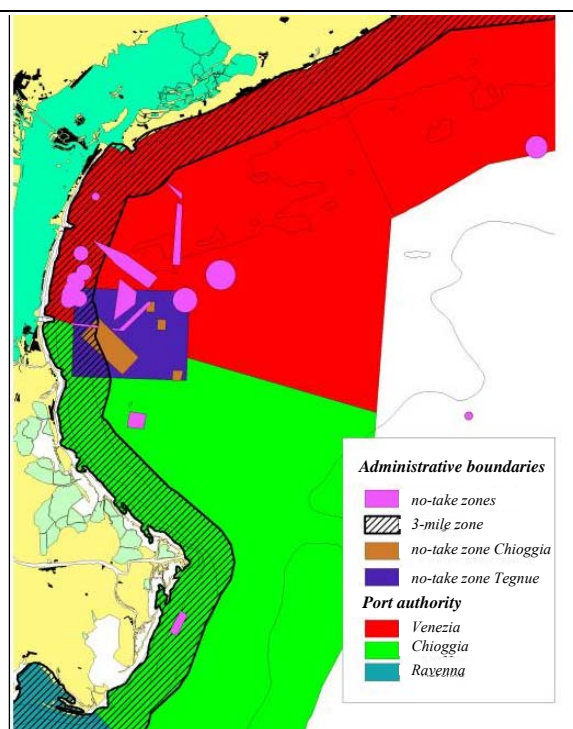 Administrative boundaries
no-take zones
3-mile zone
no-take zone Chioggia
no-take zone Tegnue
Port authority
Venezia
Chioggia
Ravenna